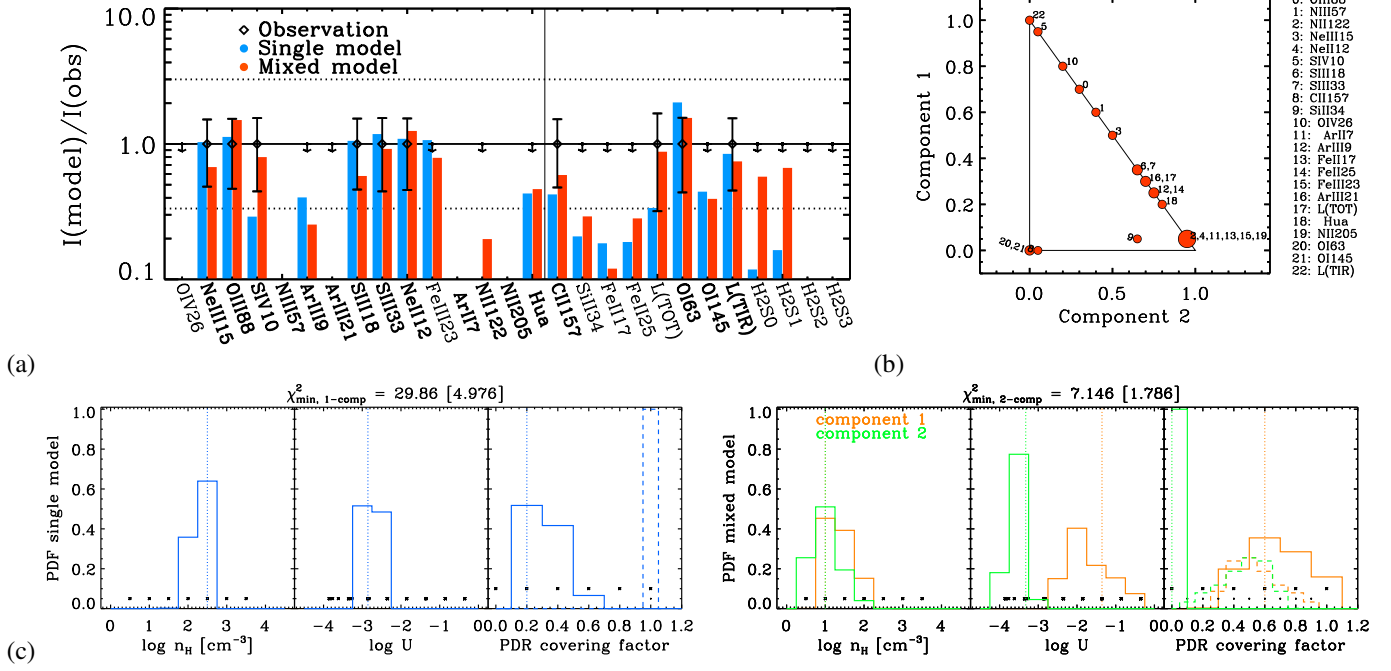 10.0
1.0
0.1
I(model)/I(obs)
Observation
Single model
Mixed model
OIV26
NeIII15
OIII88
SIV10
NIII57
ArIII9
ArIII21
SIII18
SIII33
NeII12
FeIII23
ArII7
NII122
NII205
Hua
CII157
SiII34
FeII17
FeII25
L(TOT)
OI63
OI145
L(TIR)
H2S0
H2S1
H2S2
H2S3
(a)
1.0
0.8
0.6
0.4
0.2
0.0
Component 1
22
5
10
0
1
3
6,7
16,17
12,14
18
9
2,4,11,13,15,19,
20,21,8
0.0
0.5
1.0
Component 2
1: NIII57
2: NII122
3: NeIII15
4: NeII12
5: SIV10
6: SIII18
7: SIII33
8: CII157
9: SiII34
10: OIV26
11: ArII7
12: ArIII9
13: FeII17
14: FeII25
15: FeIII23
16: ArIII21
17: L(TOT)
18: Hua
19: NII205
20: OI63
21: OI145
22: L(TIR)
(b)
χ²min, 1-comp = 29.86 [4.976]
1.0
0.8
0.6
0.4
0.2
0.0
PDF single model
0 1 2 3 4
log nH [cm⁻³]
−4 −3 −2 −1
log U
0.0 0.2 0.4 0.6 0.8 1.0 1.2
PDR covering factor
χ²min, 2-comp = 7.146 [1.786]
component 1
component 2
1.0
0.8
0.6
0.4
0.2
0.0
PDF mixed model
0 1 2 3 4
log nH [cm⁻³]
−4 −3 −2 −1
log U
0.0 0.2 0.4 0.6 0.8 1.0 1.2
PDR covering factor
(c)